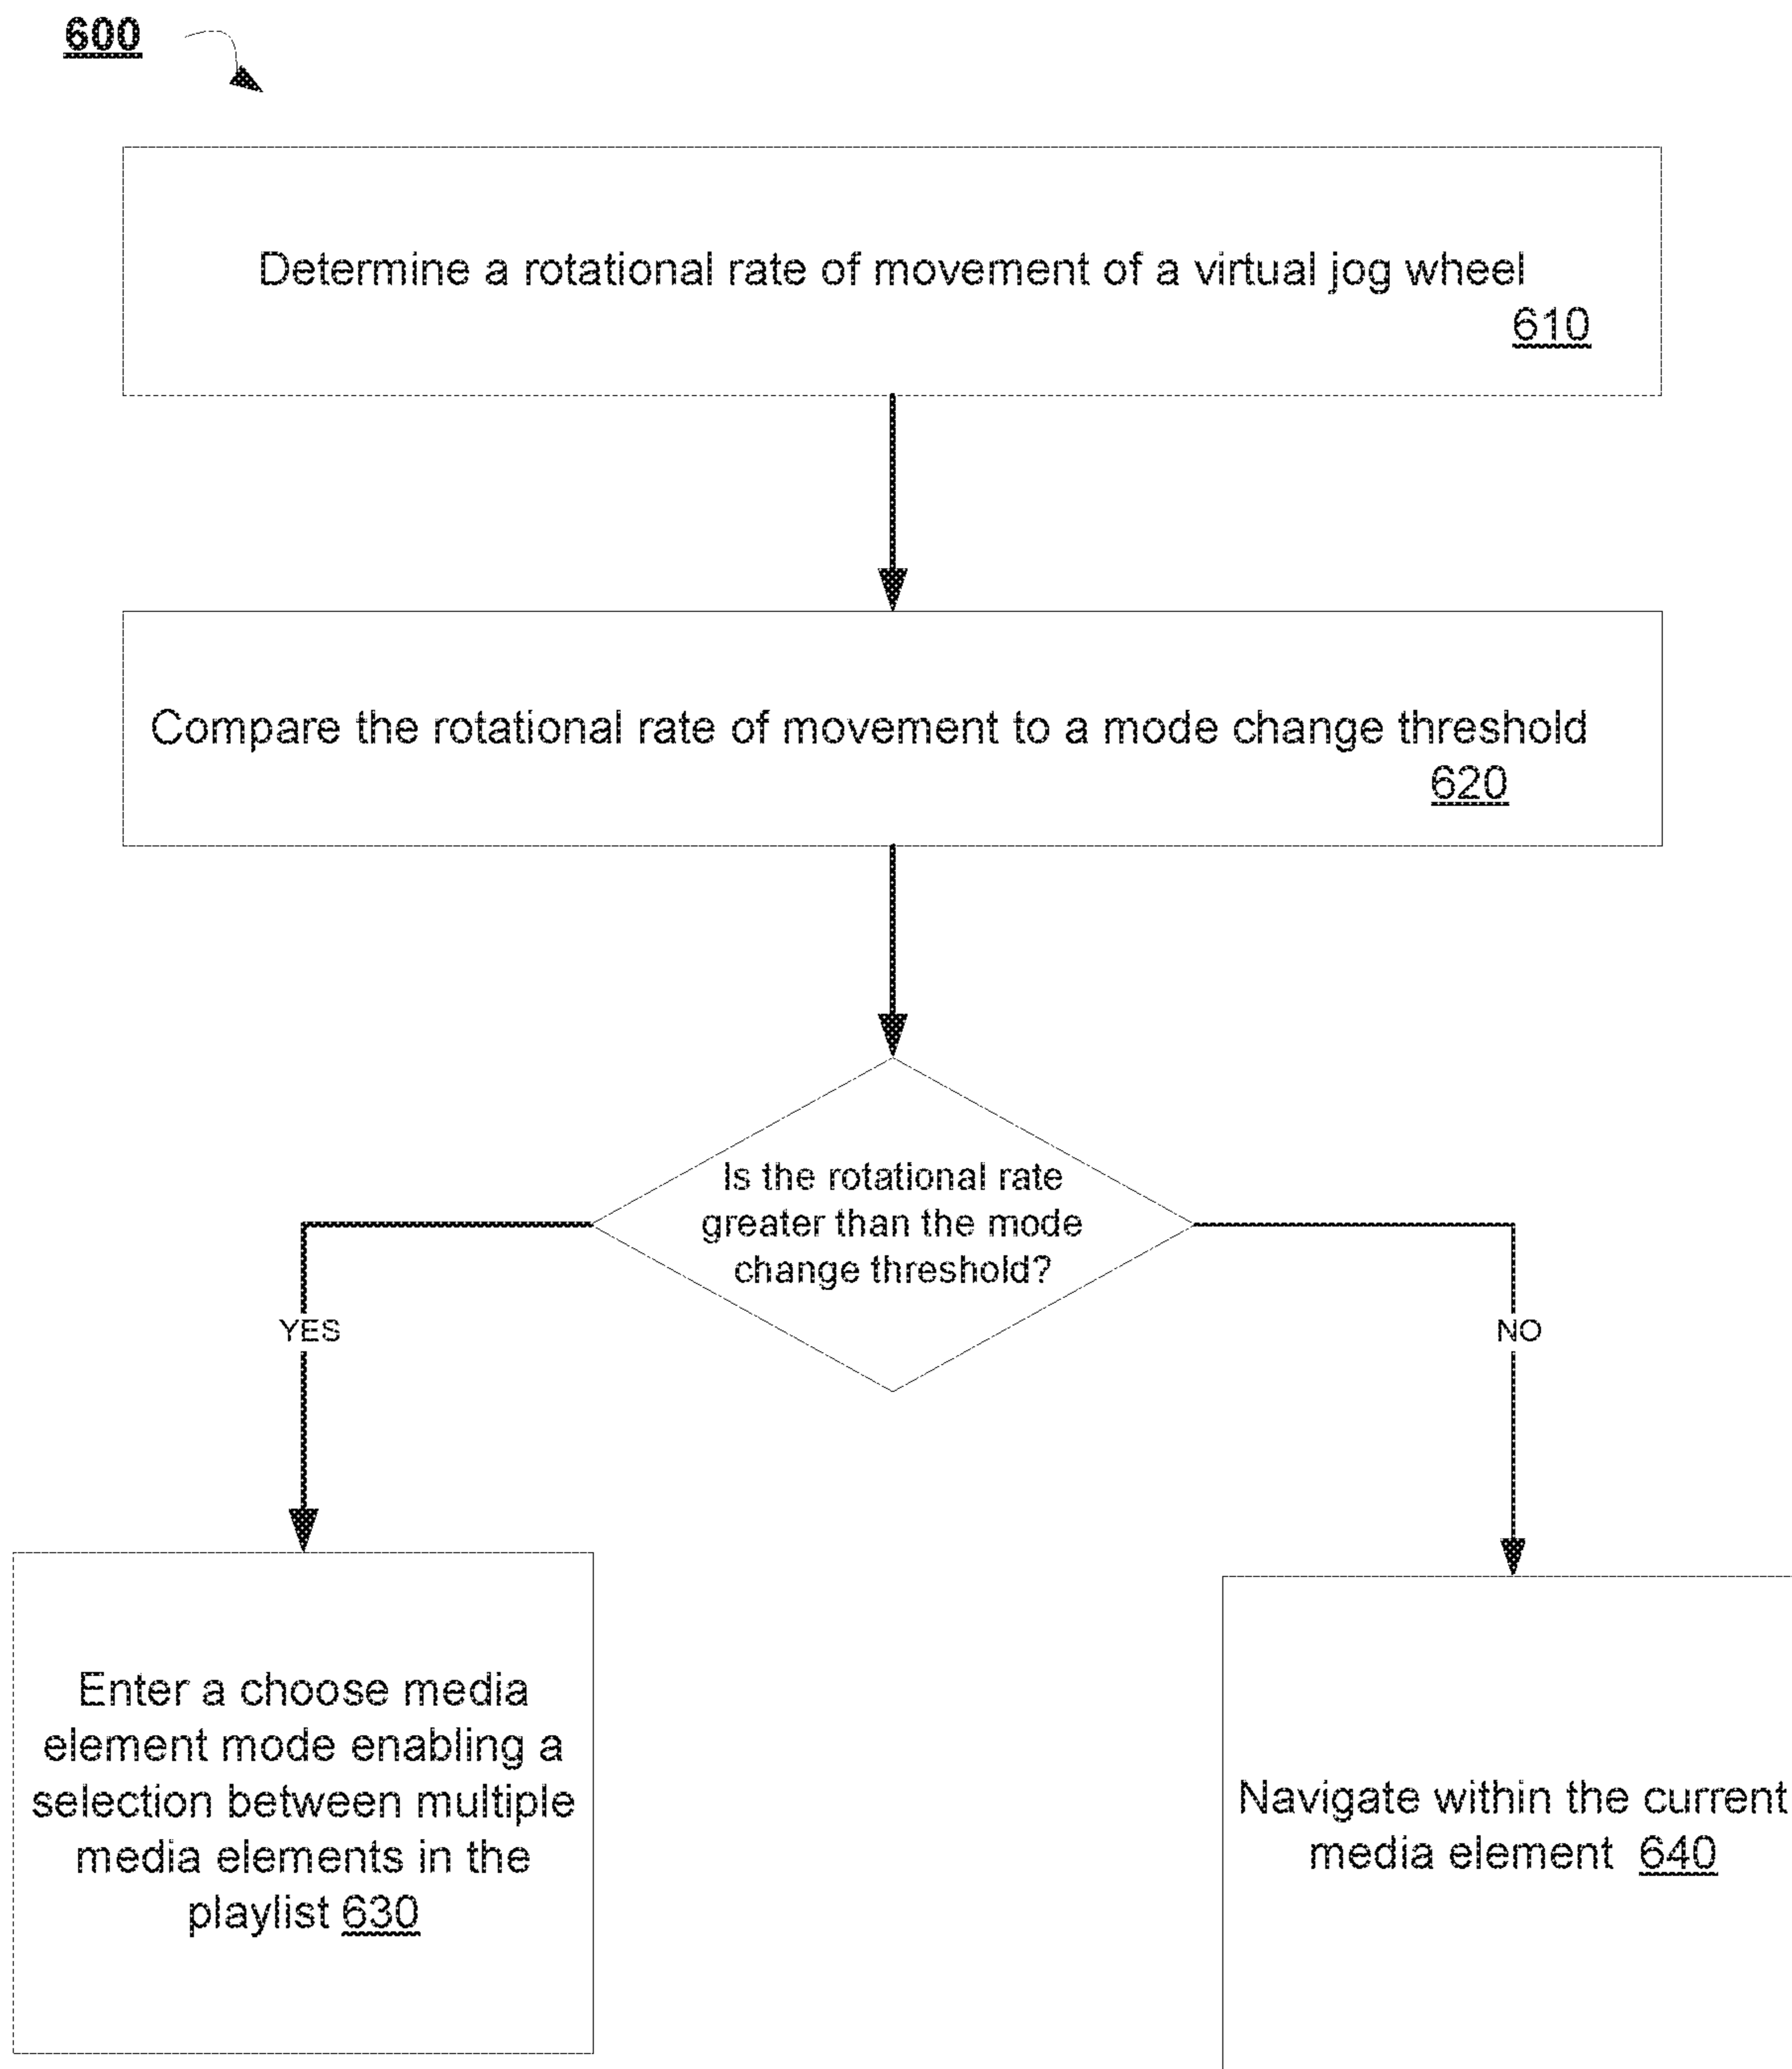 600
Determine a rotational rate of movement of a virtual jog wheel
610
Compare the rotational rate of movement to a mode change threshold
620
Is the rotational rate
greater than the mode
change threshold?
YES
NO
Enter a choose media
element mode enabling a
selection between multiple
media elements in the
playlist 630
Navigate within the current
media element 640